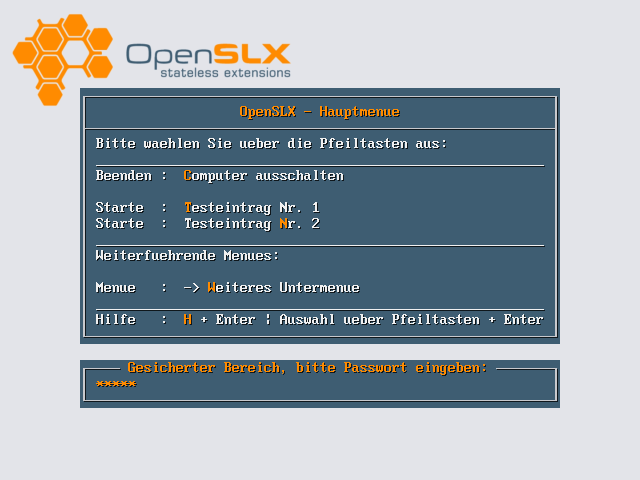 OpenSLX
stateless extensions
OpenSLX - Hauptmenue
Bitte waehlen Sie ueber die Pfeiltasten aus:
Beenden : Computer ausschalten
Starte : Testeintrag Nr. 1
Starte : Testeintrag Nr. 2
Weiterfuehrende Menues:
Menue : -> Weiteres Untermenue
Hilfe : H + Enter ¦ Auswahl ueber Pfeiltasten + Enter
Gesicherter Bereich, bitte Passwort eingeben:
*****